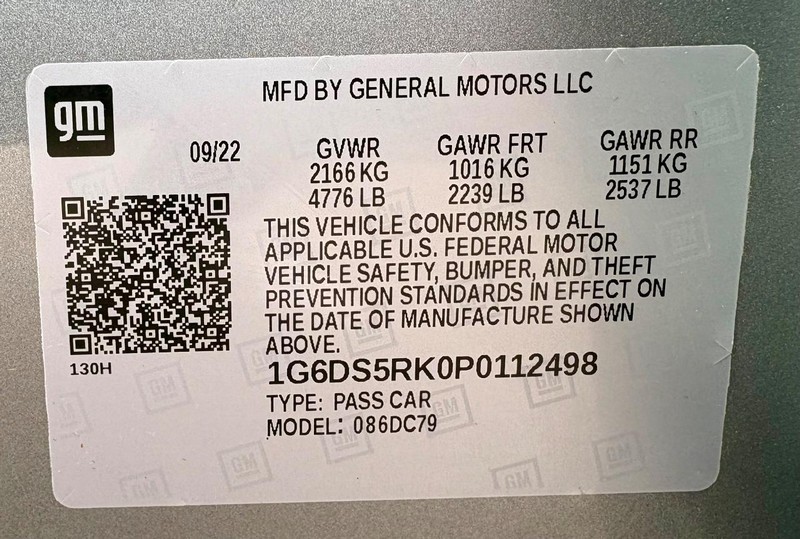 gm
MFD BY GENERAL MOTORS LLC
09/22 GVWR GAWR FRT GAWR RR
2166 KG 1016 KG 1151 KG
4776 LB 2239 LB 2537 LB
THIS VEHICLE CONFORMS TO ALL
APPLICABLE U.S. FEDERAL MOTOR
VEHICLE SAFETY, BUMPER, AND THEFT
PREVENTION STANDARDS IN EFFECT ON
THE DATE OF MANUFACTURE SHOWN
ABOVE.
130H
1G6DS5RK0P0112498
TYPE: PASS CAR
MODEL: 086DC79